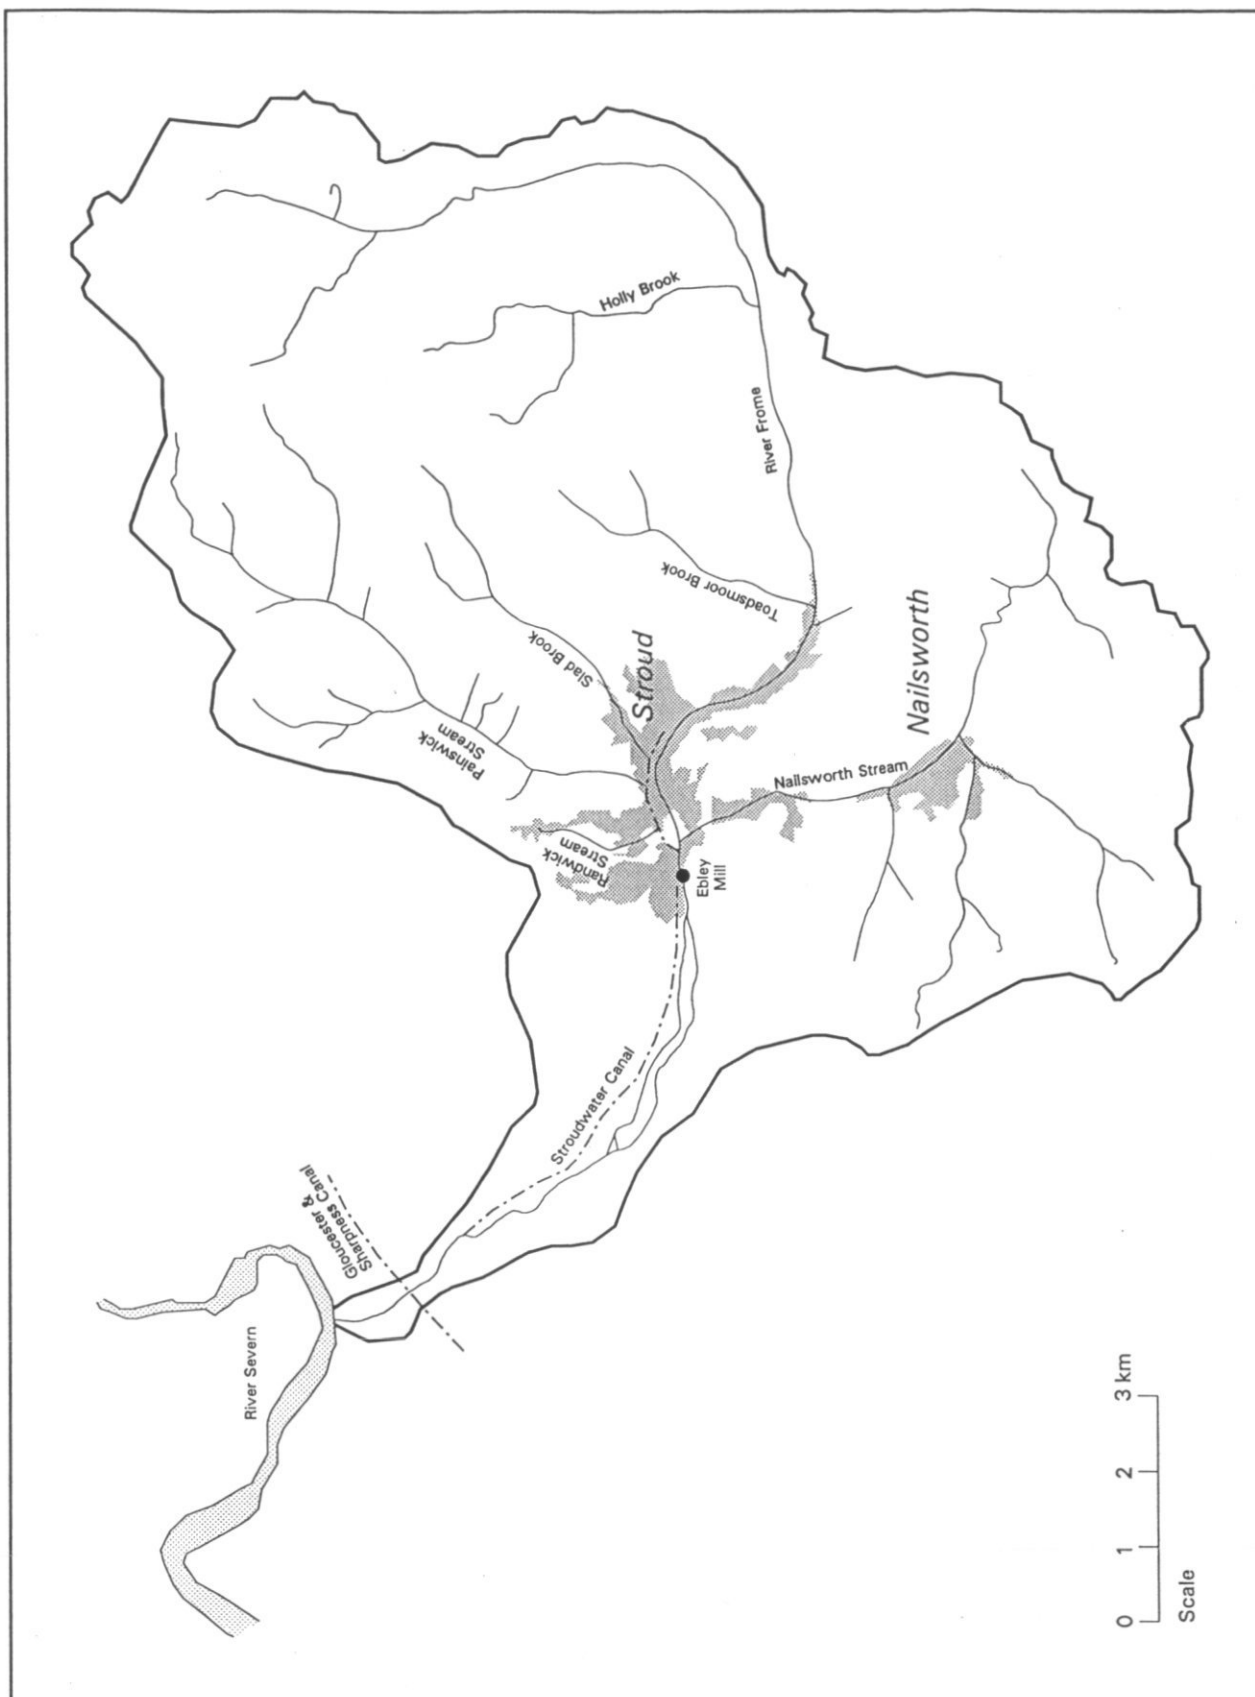 River Severn
Gloucester &
Sharpness Canal
Stroudwater Canal
Randwick
Stream
Painswick
Stream
Slad Brook
Stroud
Toadsmoor Brook
Holly Brook
River Frome
Ebley
Mill
Nailsworth Stream
Nailsworth
0 1 2 3 km
Scale